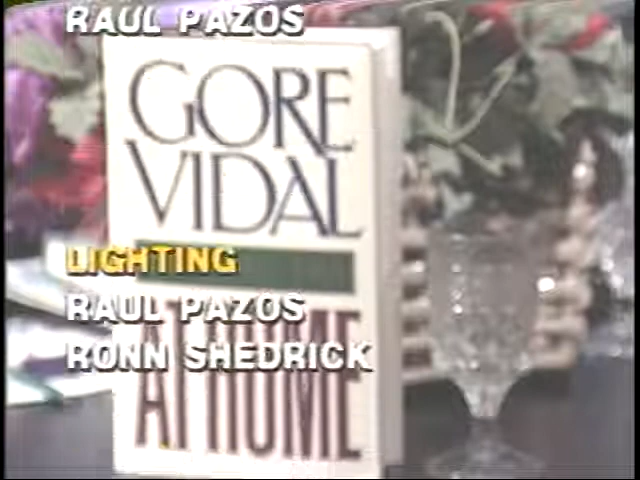 RAUL PAZOS
GORE
VIDAL
LIGHTING
RAUL PAZOS
RONN SHEDRICK
AT HOME